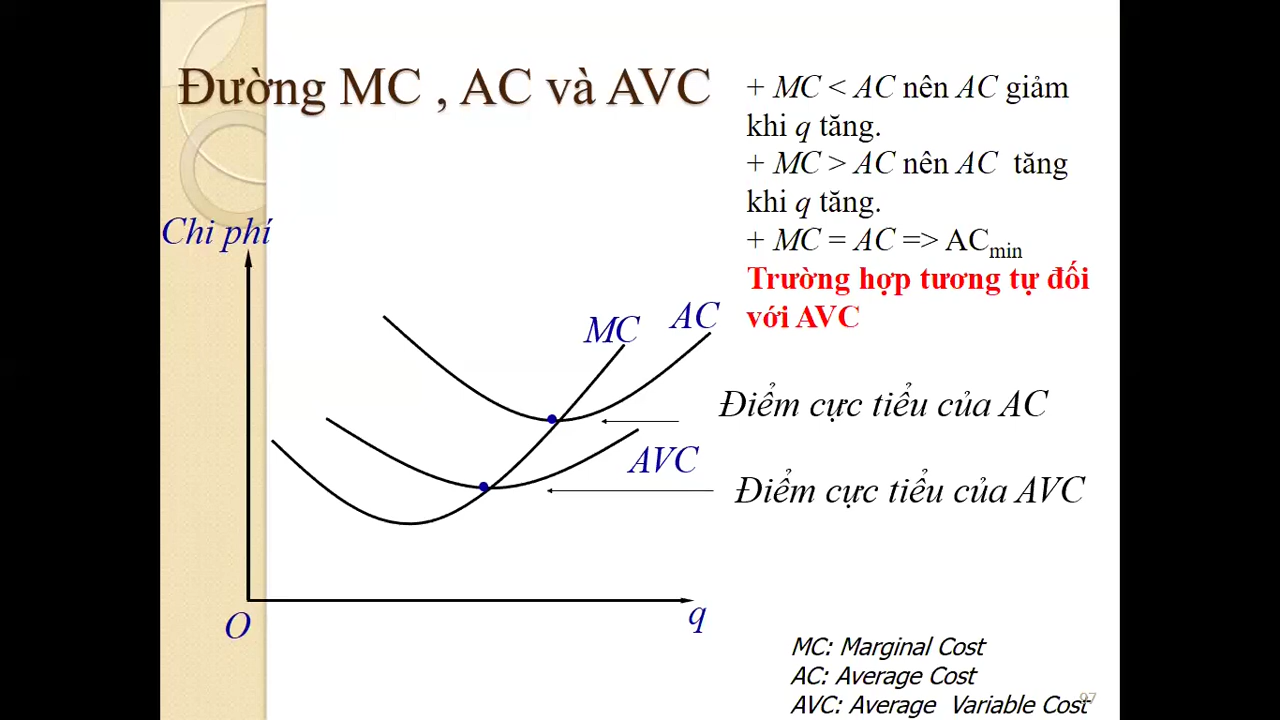 Đường MC , AC và AVC
+ MC < AC nên AC giảm
khi q tăng.
+ MC > AC nên AC tăng
khi q tăng.
+ MC = AC => ACmin
Trường hợp tương tự đối
với AVC
Chi phí
MC
AC
Điểm cực tiểu của AC
AVC
Điểm cực tiểu của AVC
O
q
MC: Marginal Cost
AC: Average Cost
AVC: Average Variable Cost
97